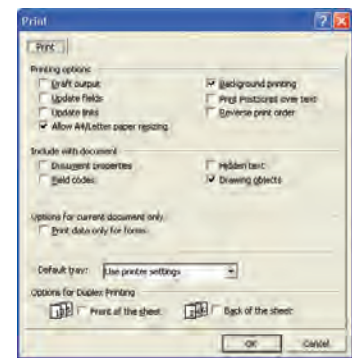 Print
Print
Printing options
Draft output
Background printing
Update fields
Print PostScript over text
Update links
Reverse print order
Allow A4/Letter paper resizing
Include with document
Document properties
Hidden text
Field codes
Drawing objects
Options for current document only
Print data only for forms
Default tray: Use printer settings
Options for Duplex Printing
Front of the sheet
Back of the sheet
OK Cancel